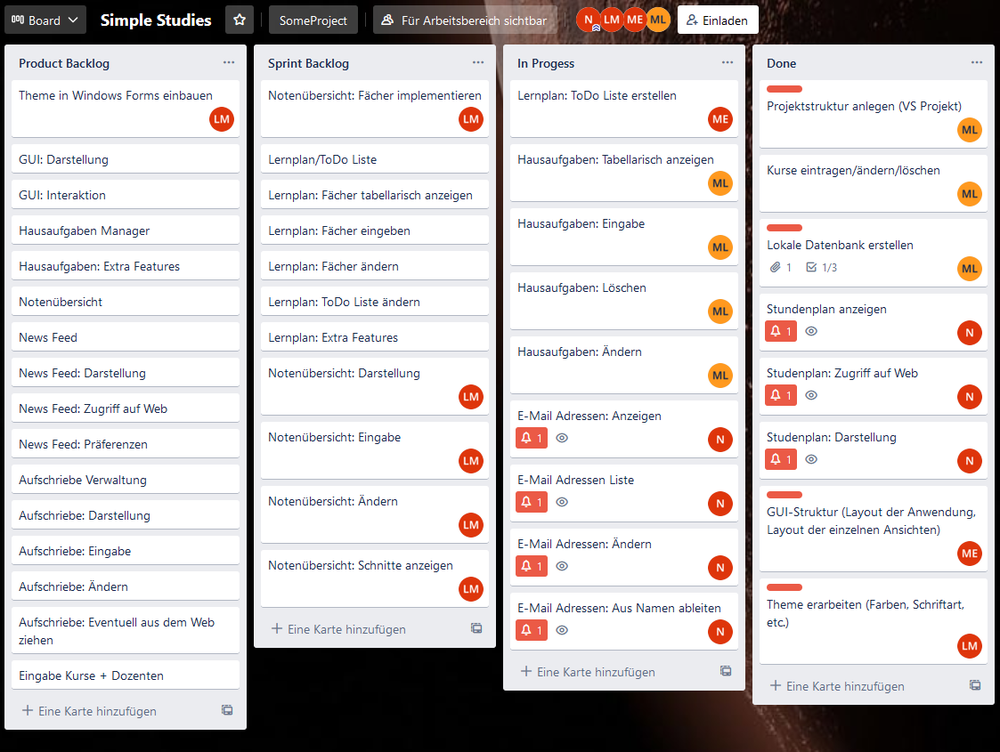 Board
Simple Studies
SomeProject
Für Arbeitsbereich sichtbar
N LM ME ML
Einladen
Product Backlog
Theme in Windows Forms einbauen
LM
GUI: Darstellung
GUI: Interaktion
Hausaufgaben Manager
Hausaufgaben: Extra Features
Notenübersicht
News Feed
News Feed: Darstellung
News Feed: Zugriff auf Web
News Feed: Präferenzen
Aufschriebe Verwaltung
Aufschriebe: Darstellung
Aufschriebe: Eingabe
Aufschriebe: Ändern
Aufschriebe: Eventuell aus dem Web
ziehen
Eingabe Kurse + Dozenten
Eine Karte hinzufügen
Sprint Backlog
Notenübersicht: Fächer implementieren
LM
Lernplan/ToDo Liste
Lernplan: Fächer tabellarisch anzeigen
Lernplan: Fächer eingeben
Lernplan: Fächer ändern
Lernplan: ToDo Liste ändern
Lernplan: Extra Features
Notenübersicht: Darstellung
LM
Notenübersicht: Eingabe
LM
Notenübersicht: Ändern
LM
Notenübersicht: Schnitte anzeigen
LM
Eine Karte hinzufügen
In Progess
Lernplan: ToDo Liste erstellen
ME
Hausaufgaben: Tabellarisch anzeigen
ML
Hausaufgaben: Eingabe
ML
Hausaufgaben: Löschen
ML
Hausaufgaben: Ändern
ML
E-Mail Adressen: Anzeigen
1
N
E-Mail Adressen Liste
1
N
E-Mail Adressen: Ändern
1
N
E-Mail Adressen: Aus Namen ableiten
1
N
Eine Karte hinzufügen
Done
Projektstruktur anlegen (VS Projekt)
ML
Kurse eintragen/ändern/löschen
ML
Lokale Datenbank erstellen
1 1/3
ML
Stundenplan anzeigen
1
N
Studenplan: Zugriff auf Web
1
N
Studenplan: Darstellung
1
N
GUI-Struktur (Layout der Anwendung,
Layout der einzelnen Ansichten)
ME
Theme erarbeiten (Farben, Schriftart,
etc.)
LM
Eine Karte hinzufügen